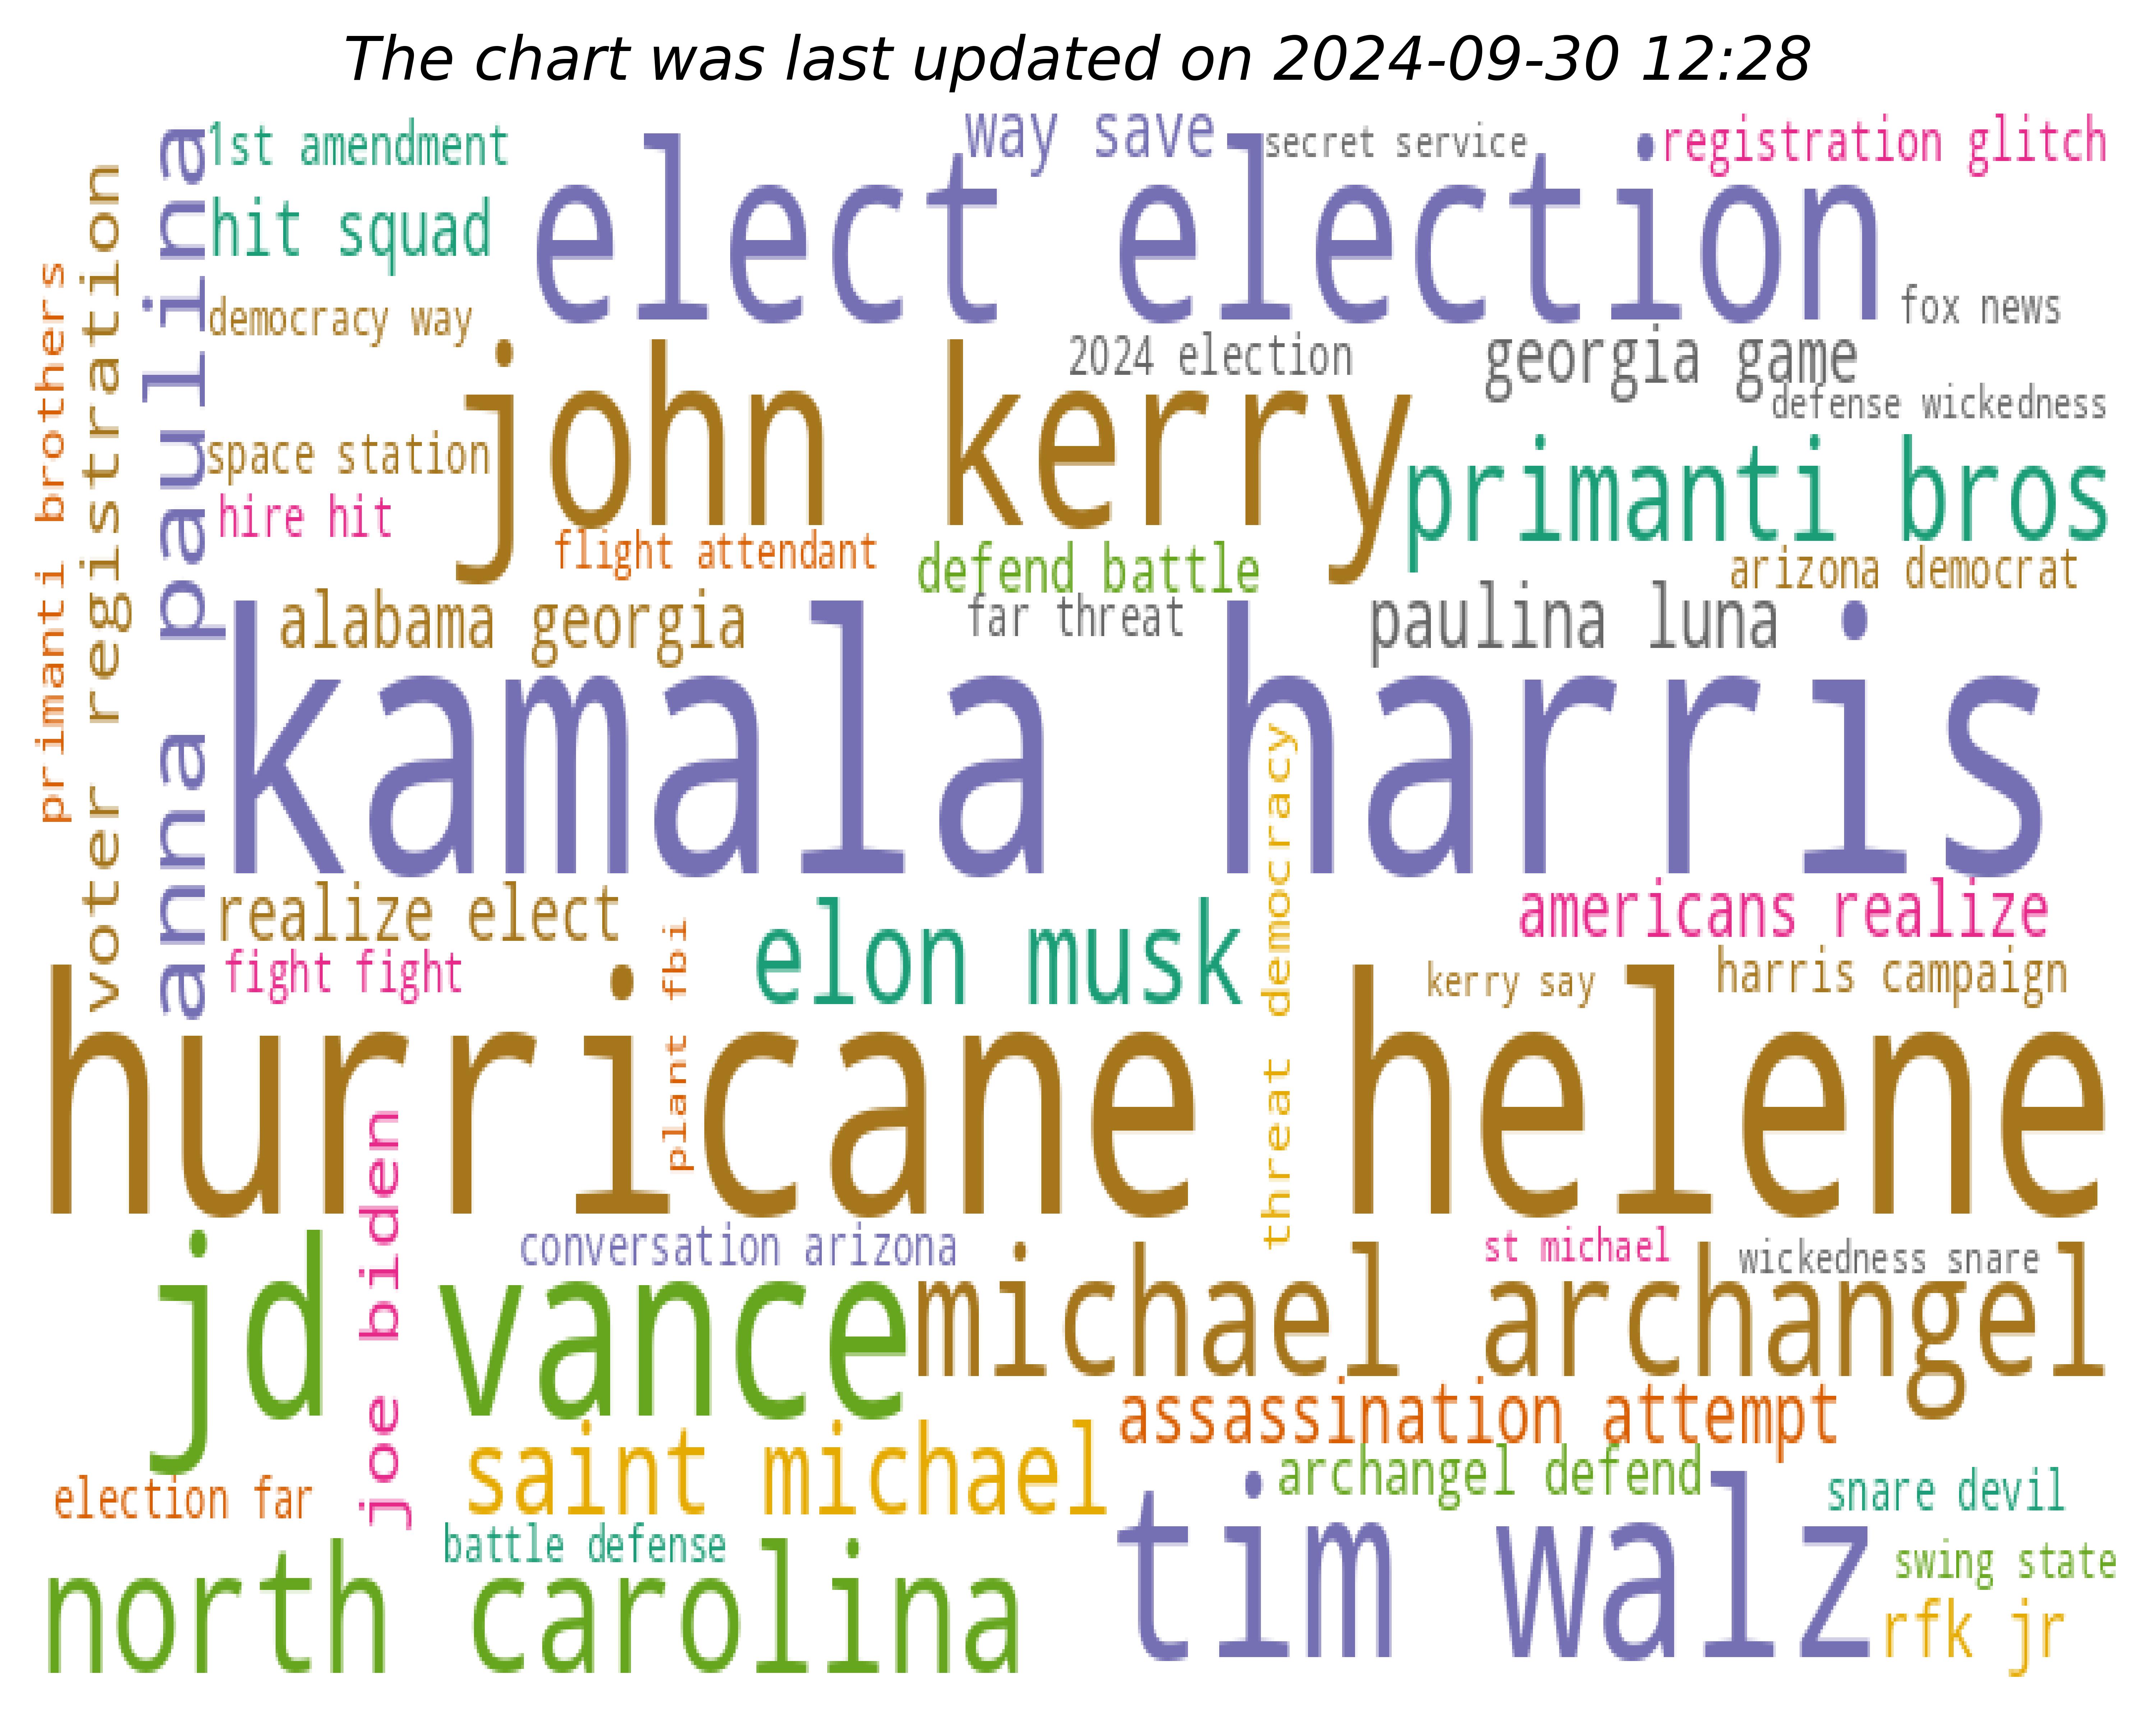 The chart was last updated on 2024-09-30 12:28
1st amendment
way save
secret service
registration glitch
hit squad
elect election
democracy way
fox news
2024 election
georgia game
defense wickedness
john kerry
space station
primanti bros
hire hit
flight attendant
defend battle
arizona democrat
alabama georgia
far threat
paulina luna
primanti brothers
voter registration
anna paulina
kamala harris
realize elect
elon musk
americans realize
fight fight
plant fbi
threat democracy
kerry say
harris campaign
hurricane helene
joe biden
conversation arizona
st michael
wickedness snare
jd vance
michael archangel
assassination attempt
saint michael
archangel defend
election far
snare devil
battle defense
tim walz
swing state
north carolina
rfk jr